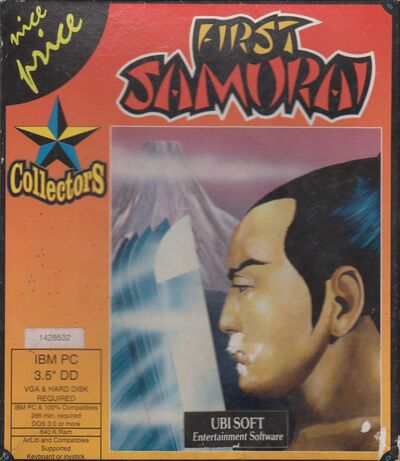 nice
price
FIRST
SAMURAI
Collectors
1428532
IBM PC
3.5" DD
VGA & HARD DISK
REQUIRED
IBM PC & 100% Compatibles
286 min. required
DOS 3.0 or more
640 K Ram
ArtLib and Compatibles
Supported
Keyboard or joystick
UBI SOFT
Entertainment Software